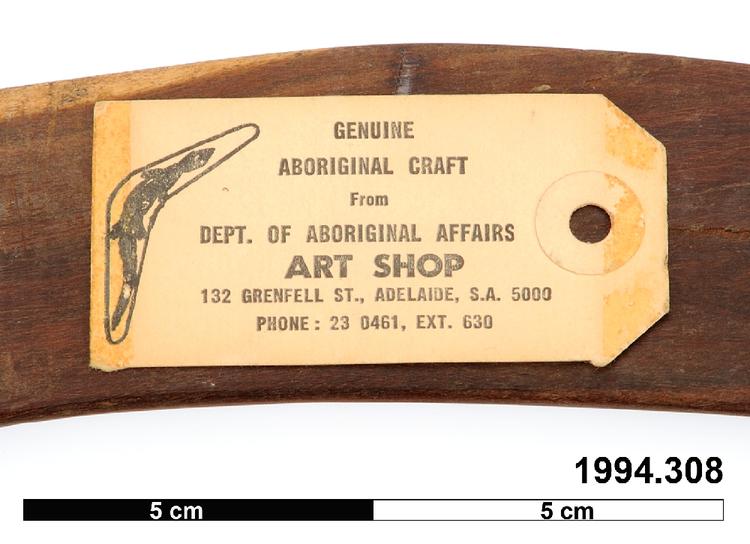 GENUINE
ABORIGINAL CRAFT
From
DEPT. OF ABORIGINAL AFFAIRS
ART SHOP
132 GRENFELL ST., ADELAIDE, S.A. 5000
PHONE: 23 0461, EXT. 630
1994.308
5 cm 5 cm